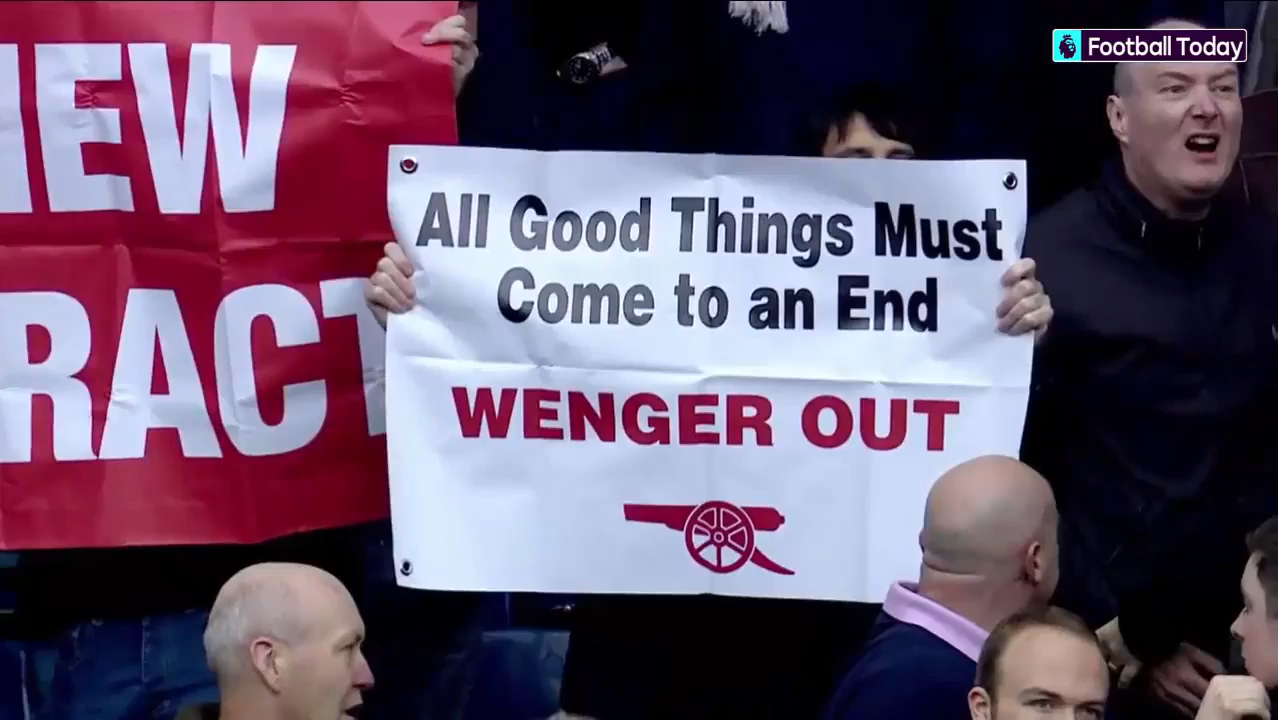 Football Today
EW
RACT
All Good Things Must
Come to an End
WENGER OUT